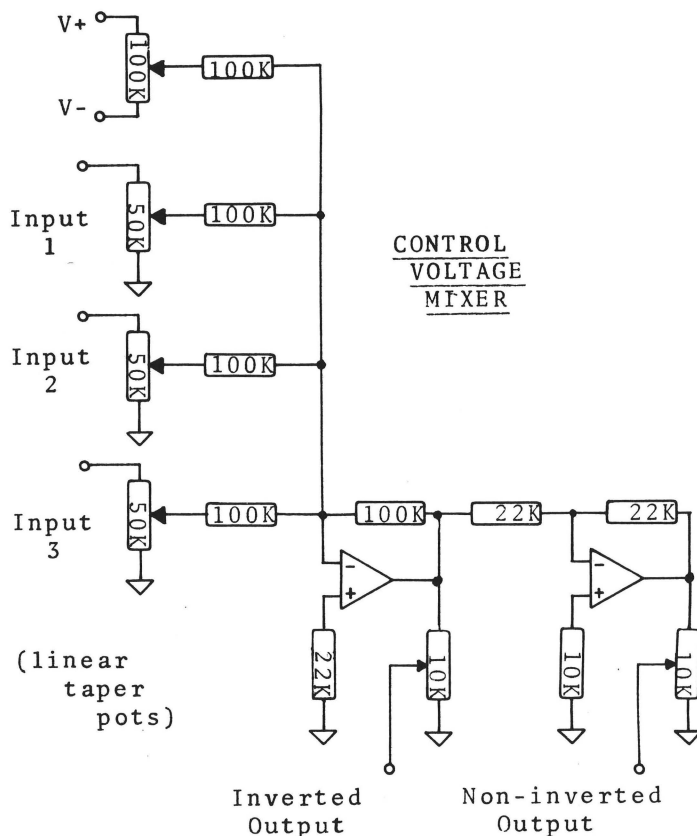 V+
100K
100K
V-
Input
1
50K
100K
CONTROL
VOLTAGE
MIXER
Input
2
50K
100K
Input
3
50K
100K
100K
22K
22K
-
+
-
+
22K
10K
10K
10K
(linear
taper
pots)
Inverted
Output
Non-inverted
Output